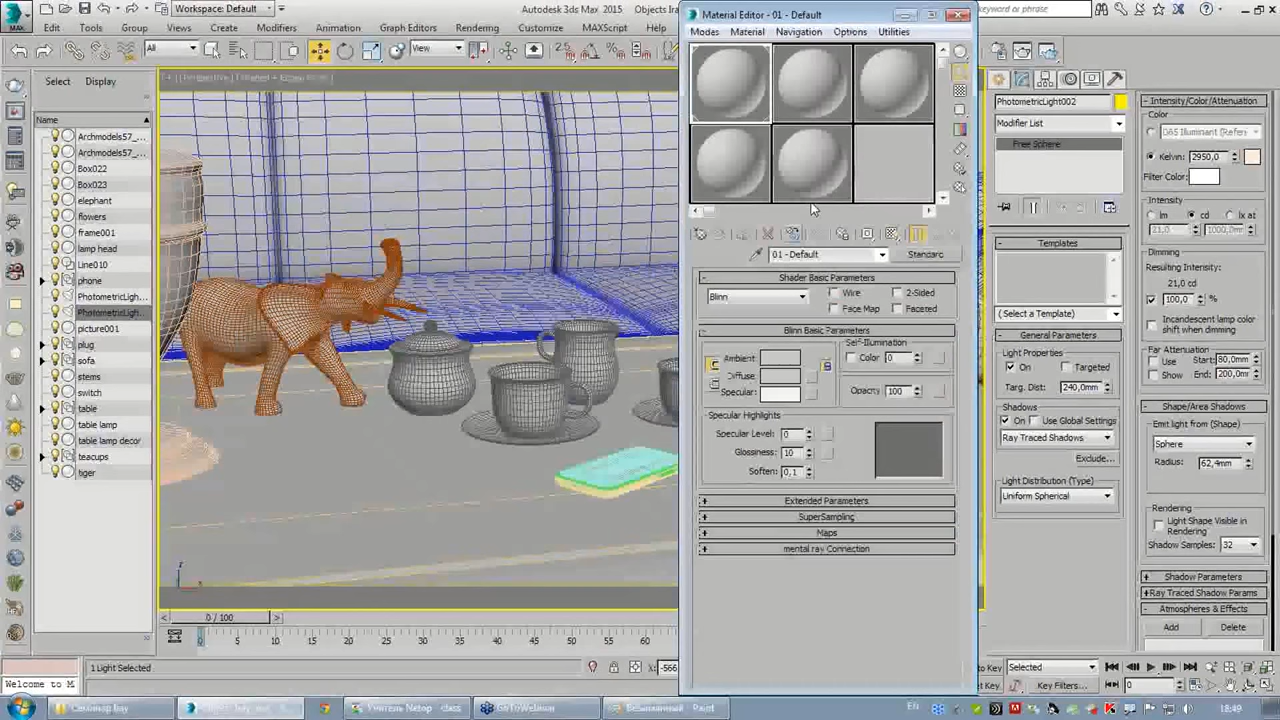 Workspace: Default
Autodesk 3ds Max 2015
Material Editor - 01 - Default
Edit
Tools
Group
Views
Create
Modifiers
Animation
Graph Editors
Rendering
Customize
MAXScript
Modes
Material
Navigation
Options
Utilities
All
View
Select
Display
Name
Archmodels57_...
Archmodels57_...
Box022
Box023
elephant
flowers
frame001
lamp head
Line010
phone
PhotometricLigh...
PhotometricLigh...
picture001
plug
sofa
stems
switch
table
table lamp
table lamp decor
teacups
tiger
01 - Default
Standard
Shader Basic Parameters
Blinn
Wire
2-Sided
Face Map
Faceted
Blinn Basic Parameters
Self-Illumination
Ambient:
Color
0
Diffuse:
Specular:
Opacity:
100
Specular Highlights
Specular Level:
0
Glossiness:
10
Soften:
0,1
Extended Parameters
SuperSampling
Maps
mental ray Connection
PhotometricLight002
Modifier List
Free Sphere
Templates
(Select a Template)
General Parameters
Light Properties
On
Targeted
Targ. Dist:
240,0mm
Shadows
On
Use Global Settings
Ray Traced Shadows
Exclude...
Light Distribution (Type)
Uniform Spherical
Intensity/Color/Attenuation
Color
Kelvin:
2950,0
Filter Color:
Intensity
lm
cd
lx at
21,0
1000,0mm
Dimming
Resulting Intensity:
21,0 cd
100,0
%
Incandescent lamp color
shift when dimming
Far Attenuation
Use
Start:
80,0mm
Show
End:
200,0mm
Shape/Area Shadows
Emit light from (Shape)
Sphere
Radius:
62,4mm
Rendering
Light Shape Visible in
Rendering
Shadow Samples:
32
Shadow Parameters
Ray Traced Shadow Params
Atmospheres & Effects
Add
Delete
0 / 100
0
5
10
15
20
25
30
35
40
45
50
55
60
1 Light Selected
X:
Welcome to M
Selected
Key Filters...
0
GoToWebinar
EN
18:49